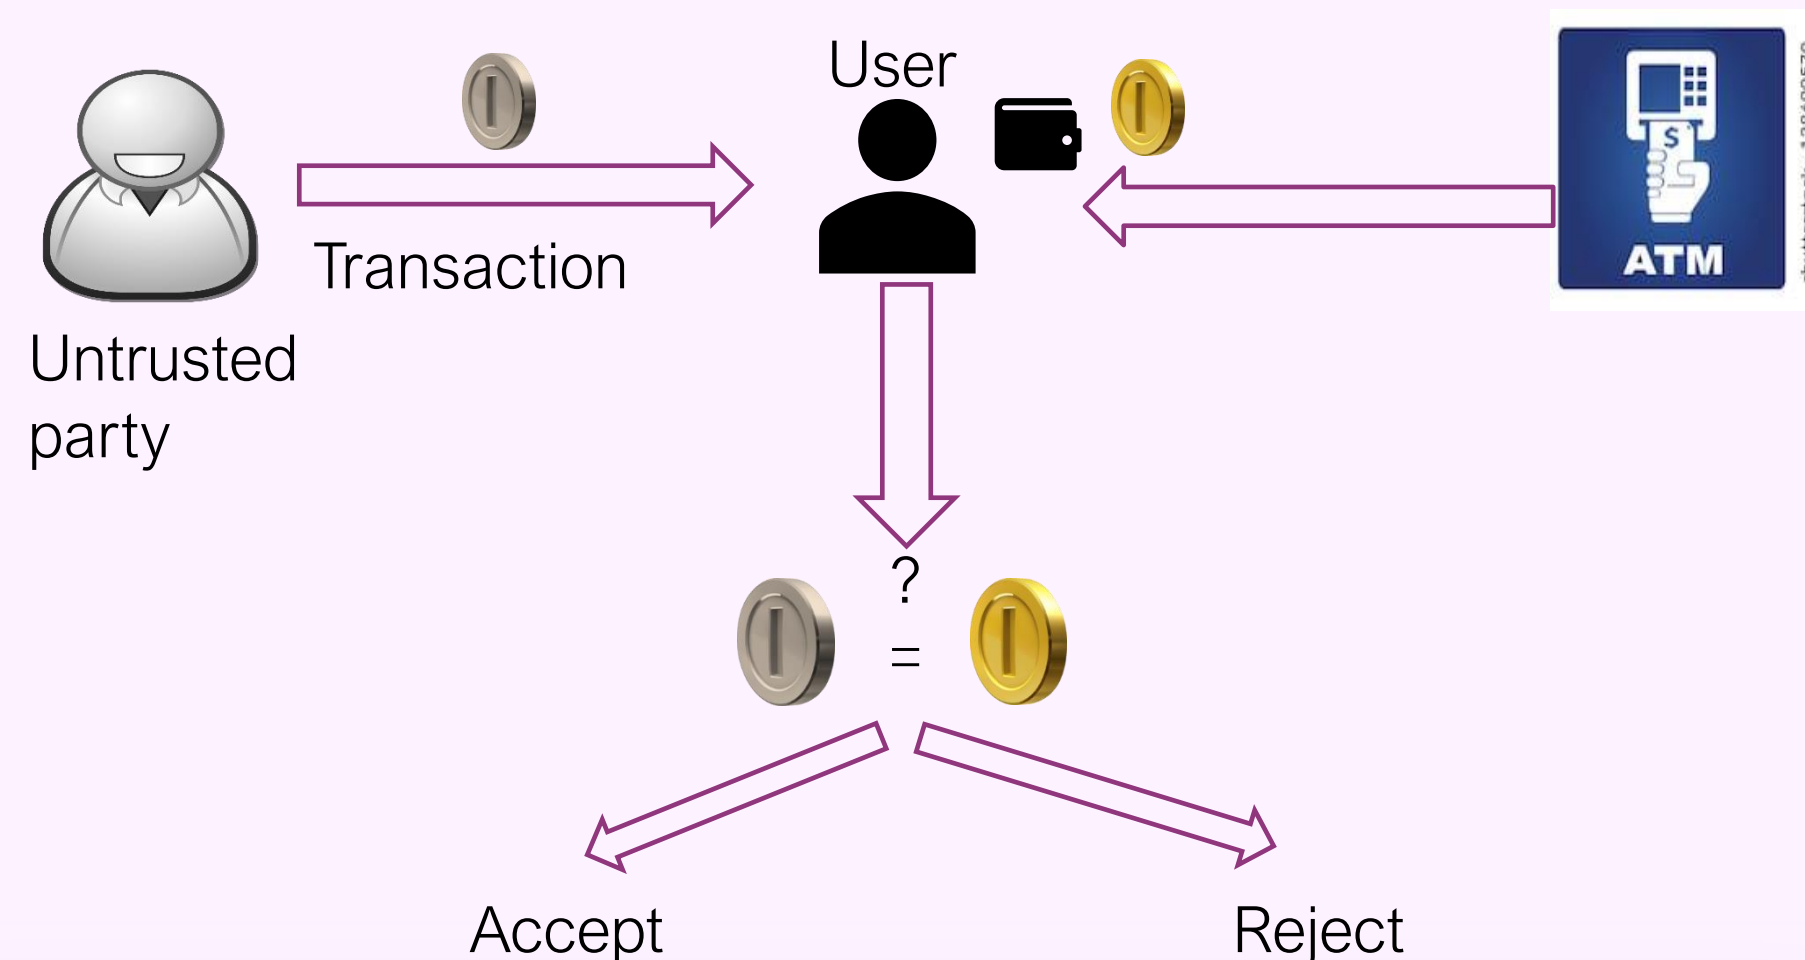 User
Transaction
Untrusted
party
$
ATM
?
=
Accept
Reject